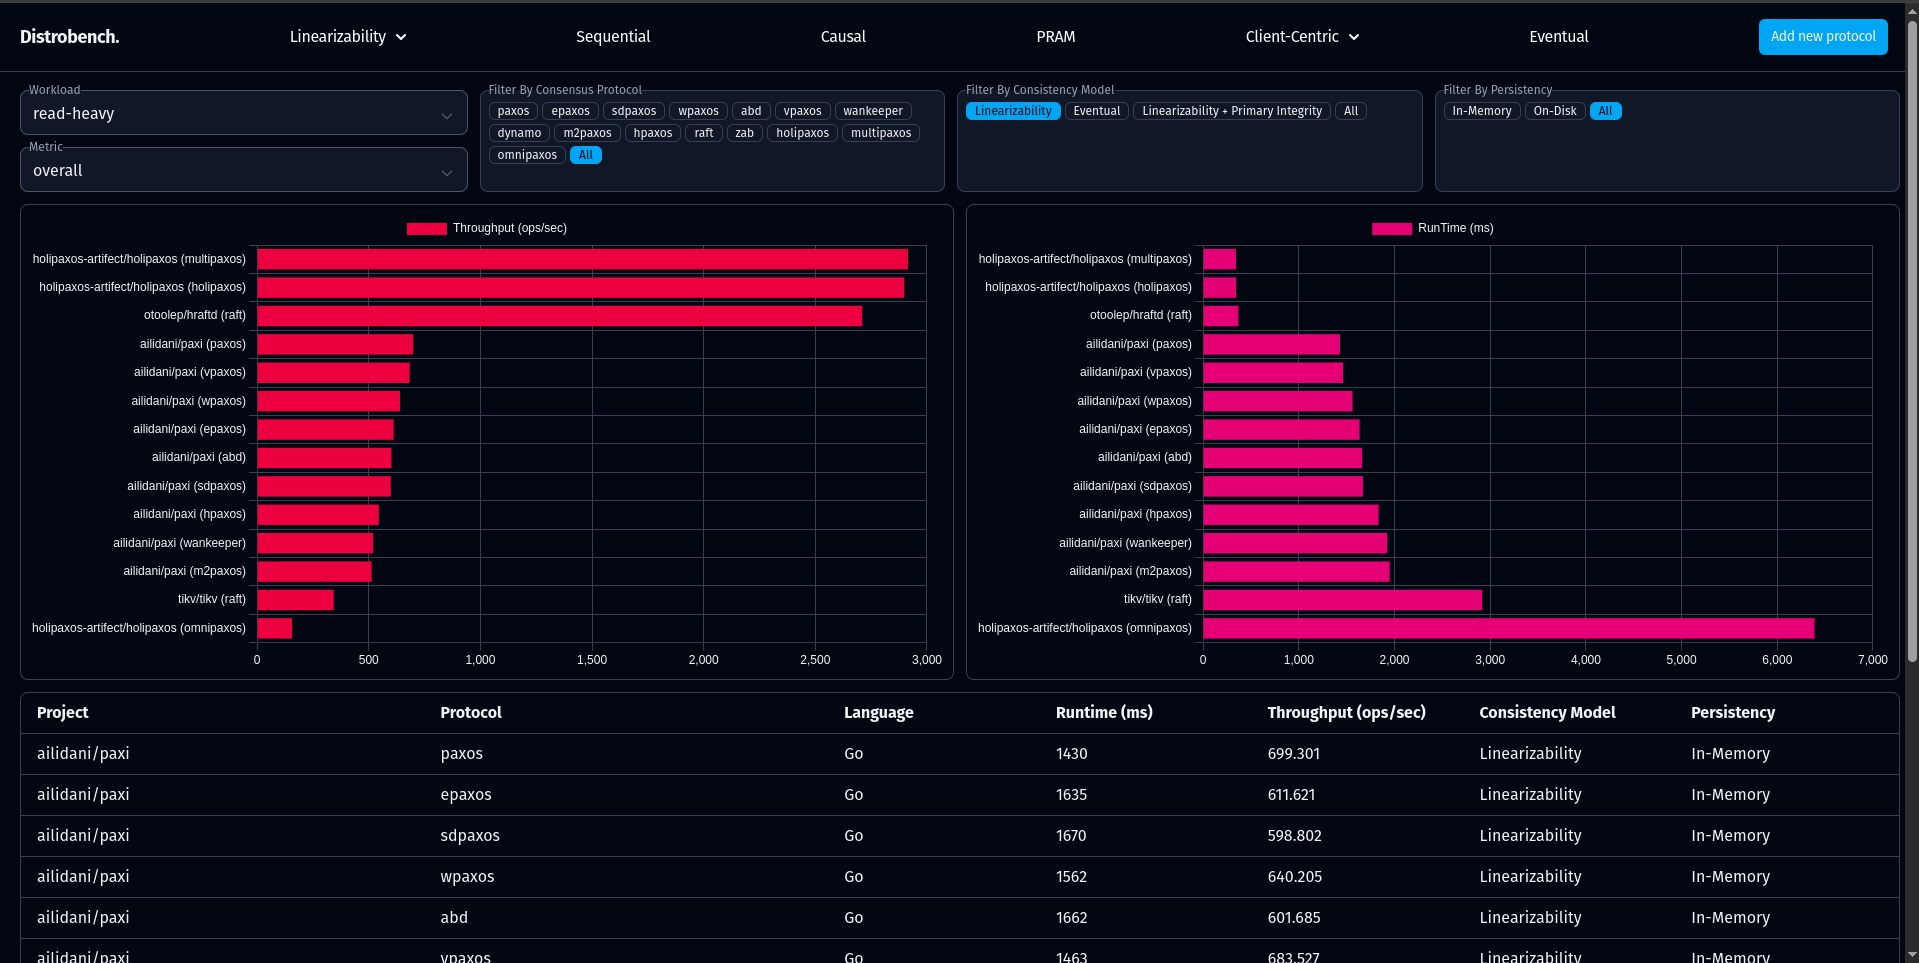 Distrobench.
Linearizability
Sequential
Causal
PRAM
Client-Centric
Eventual
Add new protocol
Workload
read-heavy
Metric
overall
Filter By Consensus Protocol
paxos epaxos sdpaxos wpaxos abd vpaxos wankeeper
dynamo m2paxos hpaxos raft zab holipaxos multipaxos
omnipaxos All
Filter By Consistency Model
Linearizability Eventual Linearizability + Primary Integrity All
Filter By Persistency
In-Memory On-Disk All
Throughput (ops/sec)
holipaxos-artifect/holipaxos (multipaxos)
holipaxos-artifect/holipaxos (holipaxos)
otoolep/hraftd (raft)
ailidani/paxi (paxos)
ailidani/paxi (vpaxos)
ailidani/paxi (wpaxos)
ailidani/paxi (epaxos)
ailidani/paxi (abd)
ailidani/paxi (sdpaxos)
ailidani/paxi (hpaxos)
ailidani/paxi (wankeeper)
ailidani/paxi (m2paxos)
tikv/tikv (raft)
holipaxos-artifect/holipaxos (omnipaxos)
0 500 1,000 1,500 2,000 2,500 3,000
RunTime (ms)
holipaxos-artifect/holipaxos (multipaxos)
holipaxos-artifect/holipaxos (holipaxos)
otoolep/hraftd (raft)
ailidani/paxi (paxos)
ailidani/paxi (vpaxos)
ailidani/paxi (wpaxos)
ailidani/paxi (epaxos)
ailidani/paxi (abd)
ailidani/paxi (sdpaxos)
ailidani/paxi (hpaxos)
ailidani/paxi (wankeeper)
ailidani/paxi (m2paxos)
tikv/tikv (raft)
holipaxos-artifect/holipaxos (omnipaxos)
0 1,000 2,000 3,000 4,000 5,000 6,000 7,000
Project Protocol Language Runtime (ms) Throughput (ops/sec) Consistency Model Persistency
ailidani/paxi paxos Go 1430 699.301 Linearizability In-Memory
ailidani/paxi epaxos Go 1635 611.621 Linearizability In-Memory
ailidani/paxi sdpaxos Go 1670 598.802 Linearizability In-Memory
ailidani/paxi wpaxos Go 1562 640.205 Linearizability In-Memory
ailidani/paxi abd Go 1662 601.685 Linearizability In-Memory
ailidani/paxi vpaxos Go 1463 683.527 Linearizability In-Memory